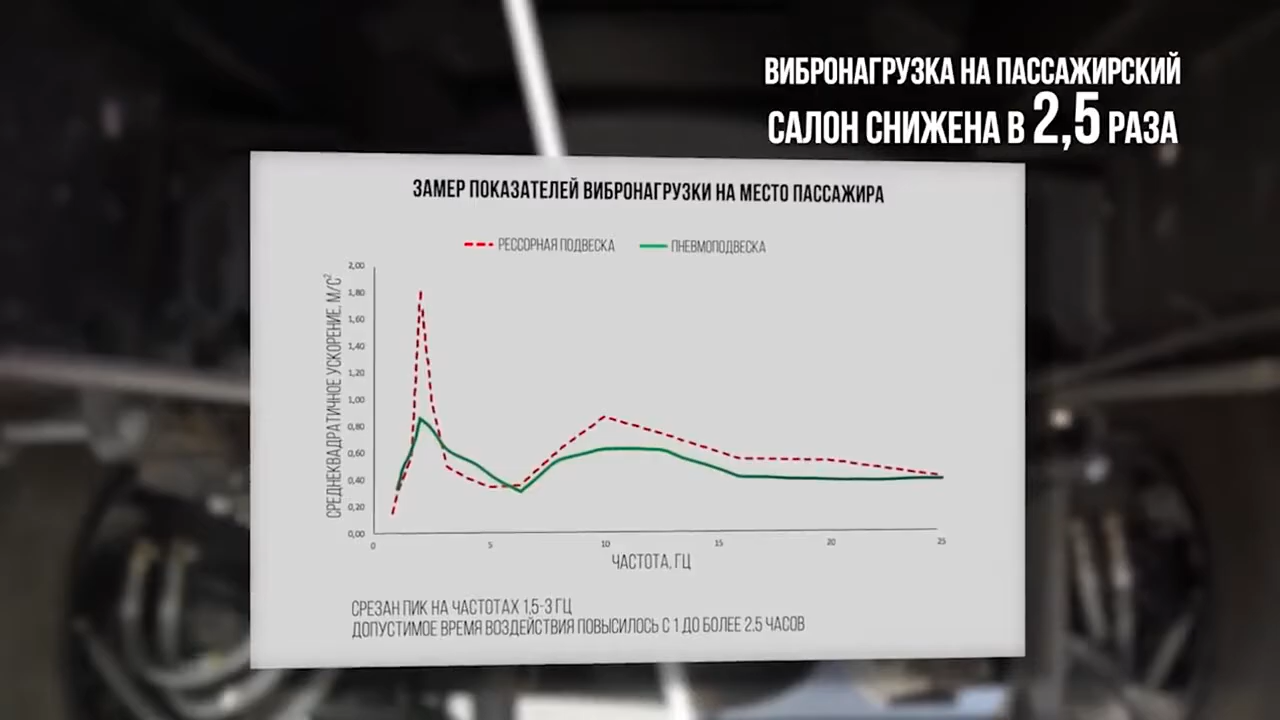 ВИБРОНАГРУЗКА НА ПАССАЖИРСКИЙ
САЛОН СНИЖЕНА В 2,5 РАЗА
ЗАМЕР ПОКАЗАТЕЛЕЙ ВИБРОНАГРУЗКИ НА МЕСТО ПАССАЖИРА
РЕССОРНАЯ ПОДВЕСКА
ПНЕВМОПОДВЕСКА
СРЕДНЕКВАДРАТИЧНОЕ УСКОРЕНИЕ, М/С²
2,00
1,80
1,60
1,40
1,20
1,00
0,80
0,60
0,40
0,20
0,00
0 5 10 15 20 25
ЧАСТОТА, ГЦ
СРЕЗАН ПИК НА ЧАСТОТАХ 1,5-3 ГЦ
ДОПУСТИМОЕ ВРЕМЯ ВОЗДЕЙСТВИЯ ПОВЫСИЛОСЬ С 1 ДО БОЛЕЕ 2.5 ЧАСОВ